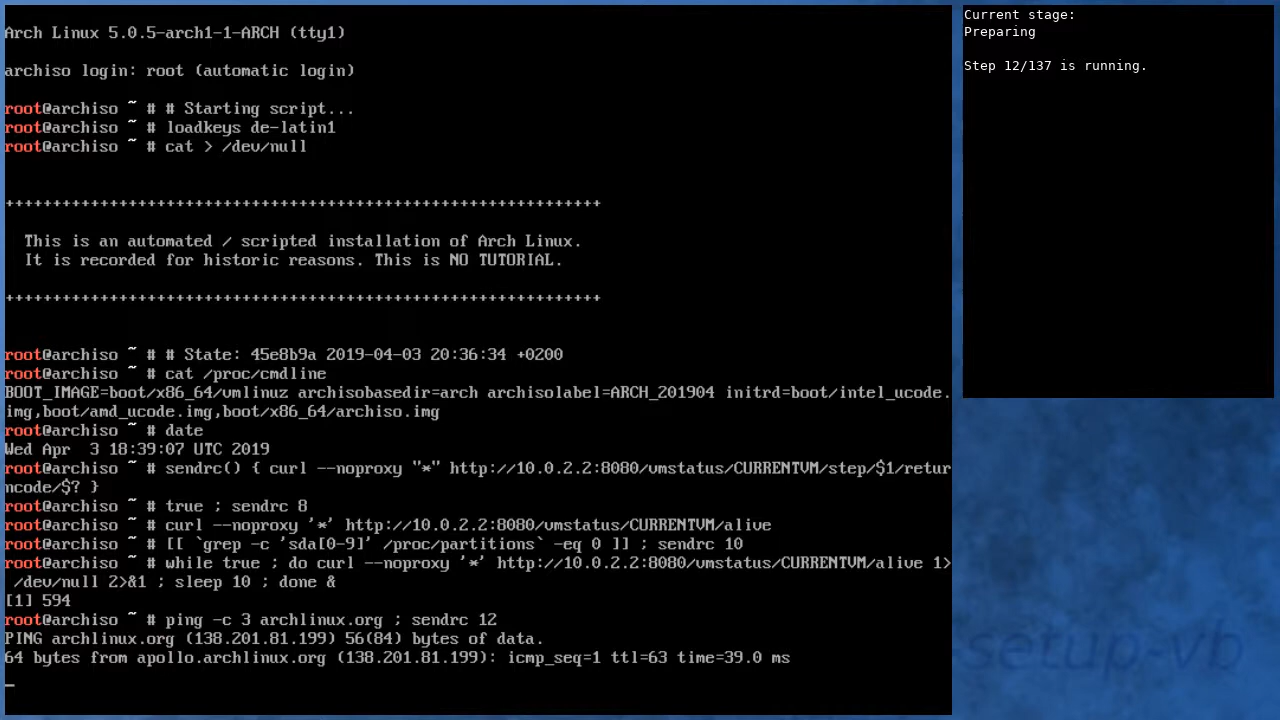 Arch Linux 5.0.5-arch1-1-ARCH (tty1)
archiso login: root (automatic login)
root@archiso ~ # # Starting script...
root@archiso ~ # loadkeys de-latin1
root@archiso ~ # cat > /dev/null
+++++++++++++++++++++++++++++++++++++++++++++++++++++++++++++++
This is an automated / scripted installation of Arch Linux.
It is recorded for historic reasons. This is NO TUTORIAL.
+++++++++++++++++++++++++++++++++++++++++++++++++++++++++++++++
root@archiso ~ # # State: 45e8b9a 2019-04-03 20:36:34 +0200
root@archiso ~ # cat /proc/cmdline
BOOT_IMAGE=boot/x86_64/vmlinuz archisobasedir=arch archisolabel=ARCH_201904 initrd=boot/intel_ucode.
img,boot/amd_ucode.img,boot/x86_64/archiso.img
root@archiso ~ # date
Wed Apr  3 18:39:07 UTC 2019
root@archiso ~ # sendrc() { curl --noproxy "*" http://10.0.2.2:8080/vmstatus/CURRENTVM/step/$1/retur
ncode/$? }
root@archiso ~ # true ; sendrc 8
root@archiso ~ # curl --noproxy '*' http://10.0.2.2:8080/vmstatus/CURRENTVM/alive
root@archiso ~ # [[ `grep -c 'sda[0-9]' /proc/partitions` -eq 0 ]] ; sendrc 10
root@archiso ~ # while true ; do curl --noproxy '*' http://10.0.2.2:8080/vmstatus/CURRENTVM/alive 1>
/dev/null 2>&1 ; sleep 10 ; done &
[1] 594
root@archiso ~ # ping -c 3 archlinux.org ; sendrc 12
PING archlinux.org (138.201.81.199) 56(84) bytes of data.
64 bytes from apollo.archlinux.org (138.201.81.199): icmp_seq=1 ttl=63 time=39.0 ms
_
Current stage:
Preparing
Step 12/137 is running.
setup-vb